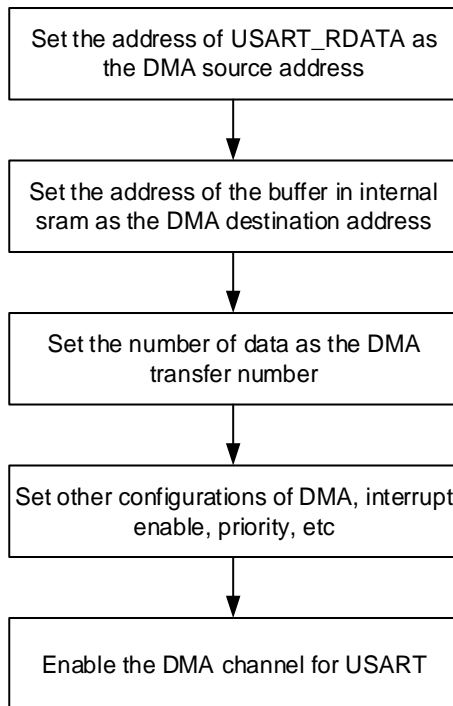 Set the address of USART_RDATA as
the DMA source address
Set the address of the buffer in internal
sram as the DMA destination address
Set the number of data as the DMA
transfer number
Set other configurations of DMA, interrupt
enable, priority, etc
Enable the DMA channel for USART